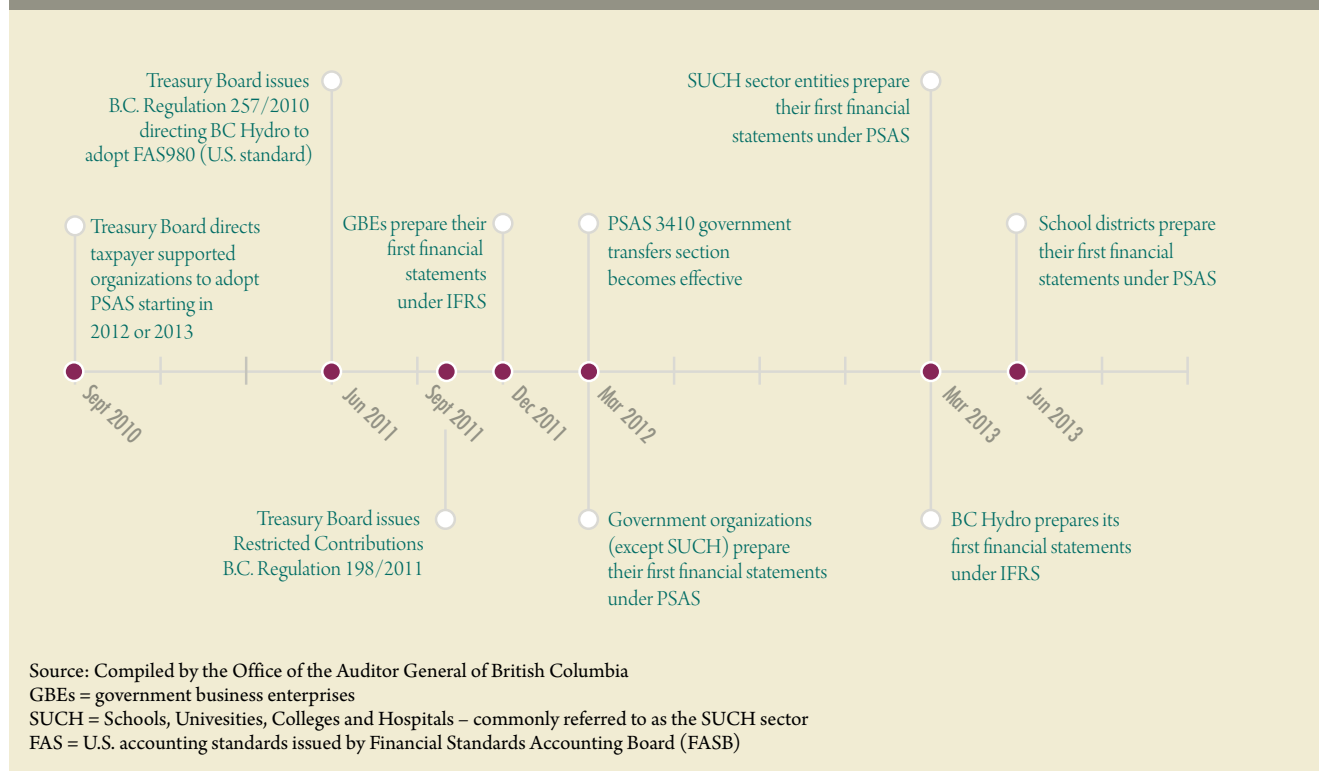 Treasury Board issues
B.C. Regulation 257/2010
directing BC Hydro to
adopt FAS980 (U.S. standard)
SUCH sector entities prepare
their first financial
statements under PSAS
Treasury Board directs
taxpayer supported
organizations to adopt
PSAS starting in
2012 or 2013
GBEs prepare their
first financial
statements
under IFRS
PSAS 3410 government
transfers section
becomes effective
School districts prepare
their first financial
statements under PSAS
Sept 2010
Jun 2011
Sept 2011
Dec 2011
Mar 2012
Mar 2013
Jun 2013
Treasury Board issues
Restricted Contributions
B.C. Regulation 198/2011
Government organizations
(except SUCH) prepare
their first financial statements
under PSAS
BC Hydro prepares its
first financial statements
under IFRS
Source: Compiled by the Office of the Auditor General of British Columbia
GBEs = government business enterprises
SUCH = Schools, Univesities, Colleges and Hospitals – commonly referred to as the SUCH sector
FAS = U.S. accounting standards issued by Financial Standards Accounting Board (FASB)